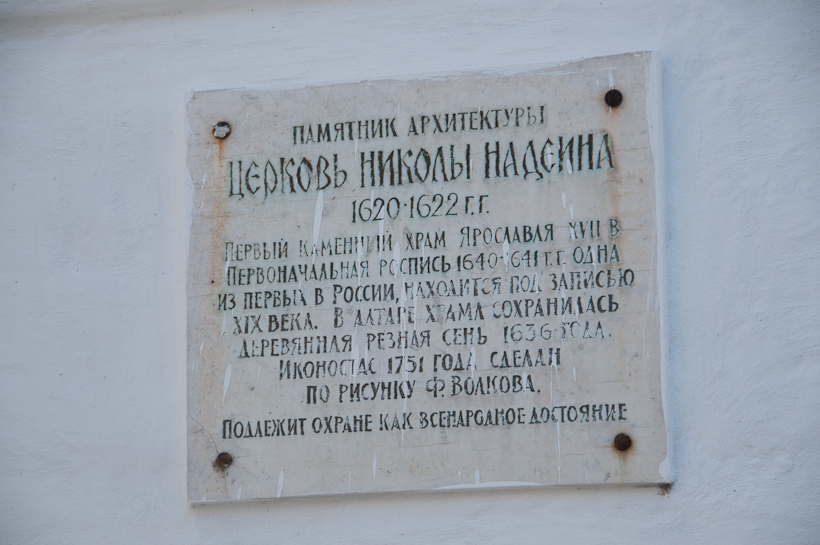 ПАМЯТНИК АРХИТЕКТУРЫ
ЦЕРКОВЬ НИКОЛЫ НАДЕИНА
1620-1622 Г.Г.
ПЕРВЫЙ КАМЕННЫЙ ХРАМ ЯРОСЛАВЛЯ XVII В
ПЕРВОНАЧАЛЬНАЯ РОСПИСЬ 1640-1641 Г.Г. ОДНА
ИЗ ПЕРВЫХ В РОССИИ, НАХОДИТСЯ ПОД ЗАПИСЬЮ
XIX ВЕКА. В АЛТАРЕ ХРАМА СОХРАНИЛАСЬ
ДЕРЕВЯННАЯ РЕЗНАЯ СЕНЬ 1636 ГОДА.
ИКОНОСТАС 1751 ГОДА СДЕЛАН
ПО РИСУНКУ Ф. ВОЛКОВА.
ПОДЛЕЖИТ ОХРАНЕ КАК ВСЕНАРОДНОЕ ДОСТОЯНИЕ